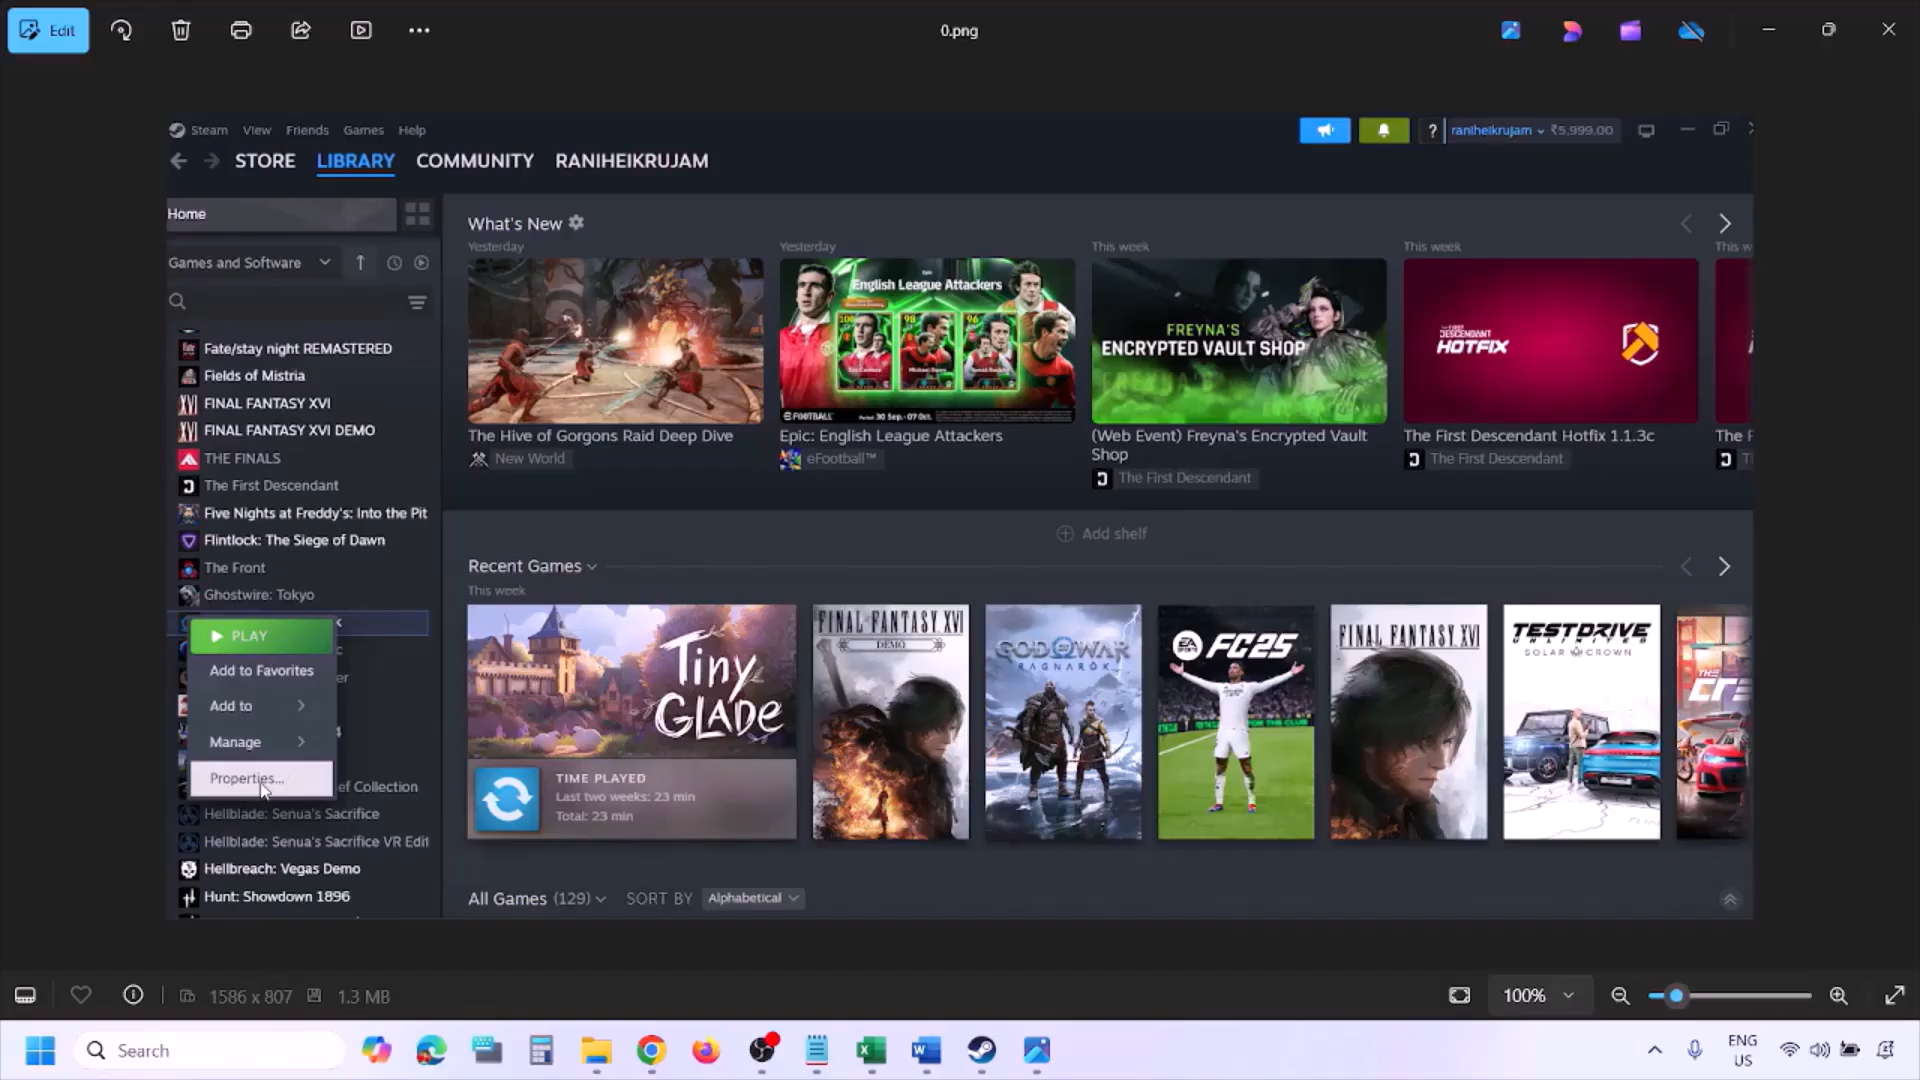 Edit
0.png
Steam View Friends Games Help
? raniheikrujam ₹5,999.00
STORE LIBRARY COMMUNITY RANIHEIKRUJAM
Home
What's New
Games and Software
Yesterday
Yesterday
This week
This w
English League Attackers
FREYNA'S
ENCRYPTED VAULT SHOP
THE FIRST
DESCENDANT
HOTFIX
The Hive of Gorgons Raid Deep Dive
New World
Epic: English League Attackers
eFootball™
(Web Event) Freyna's Encrypted Vault
Shop
The First Descendant
The First Descendant Hotfix 1.1.3c
The First Descendant
The F
T
Fate/stay night REMASTERED
Fields of Mistria
FINAL FANTASY XVI
FINAL FANTASY XVI DEMO
THE FINALS
The First Descendant
Five Nights at Freddy's: Into the Pit
Flintlock: The Siege of Dawn
The Front
Ghostwire: Tokyo
PLAY
Add to Favorites
Add to
Manage
Properties...
ef Collection
Hellblade: Senua's Sacrifice
Hellblade: Senua's Sacrifice VR Edit
Hellbreach: Vegas Demo
Hunt: Showdown 1896
Add shelf
Recent Games
This week
Tiny
GLADE
TIME PLAYED
Last two weeks: 23 min
Total: 23 min
FINAL FANTASY XVI
DEMO
GOD OF WAR
RAGNARÖK
EA SPORTS FC25
FINAL FANTASY XVI
TESTDRIVE
UNLIMITED
SOLAR CROWN
THE
CRE
All Games (129) SORT BY Alphabetical
1586 x 807 1.3 MB
100%
Search
ENG
US